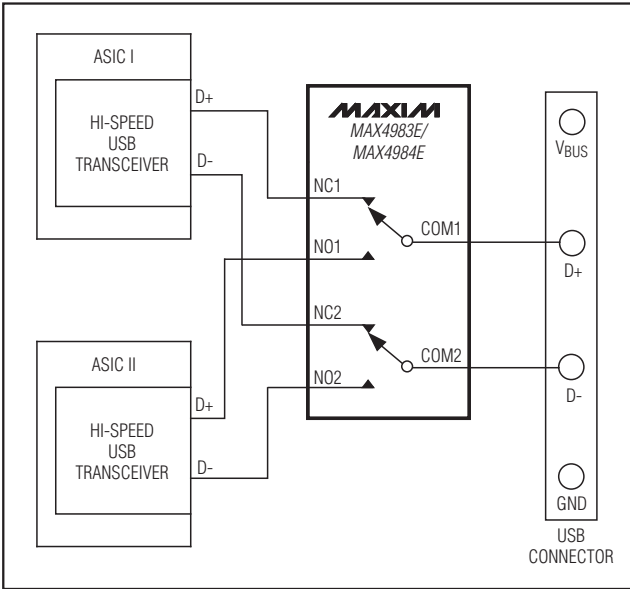 ASIC I
HI-SPEED
USB
TRANSCEIVER
D+
D-
ASIC II
HI-SPEED
USB
TRANSCEIVER
D+
D-
MAXIM
MAX4983E/
MAX4984E
NC1
NO1
NC2
NO2
COM1
COM2
VBUS
D+
D-
GND
USB
CONNECTOR